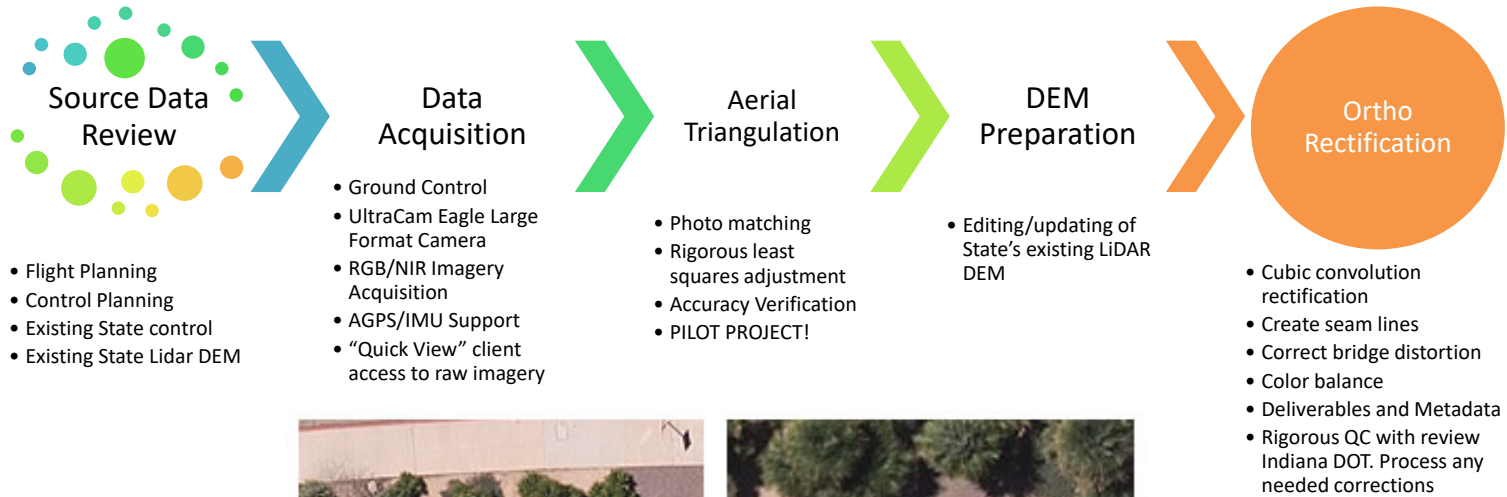 Source Data
Review
• Flight Planning
• Control Planning
• Existing State control
• Existing State Lidar DEM
Data
Acquisition
• Ground Control
• UltraCam Eagle Large
Format Camera
• RGB/NIR Imagery
Acquisition
• AGPS/IMU Support
• “Quick View” client
access to raw imagery
Aerial
Triangulation
• Photo matching
• Rigorous least
squares adjustment
• Accuracy Verification
• PILOT PROJECT!
DEM
Preparation
• Editing/updating of
State’s existing LiDAR
DEM
Ortho
Rectification
• Cubic convolution
rectification
• Create seam lines
• Correct bridge distortion
• Color balance
• Deliverables and Metadata
• Rigorous QC with review
Indiana DOT. Process any
needed corrections